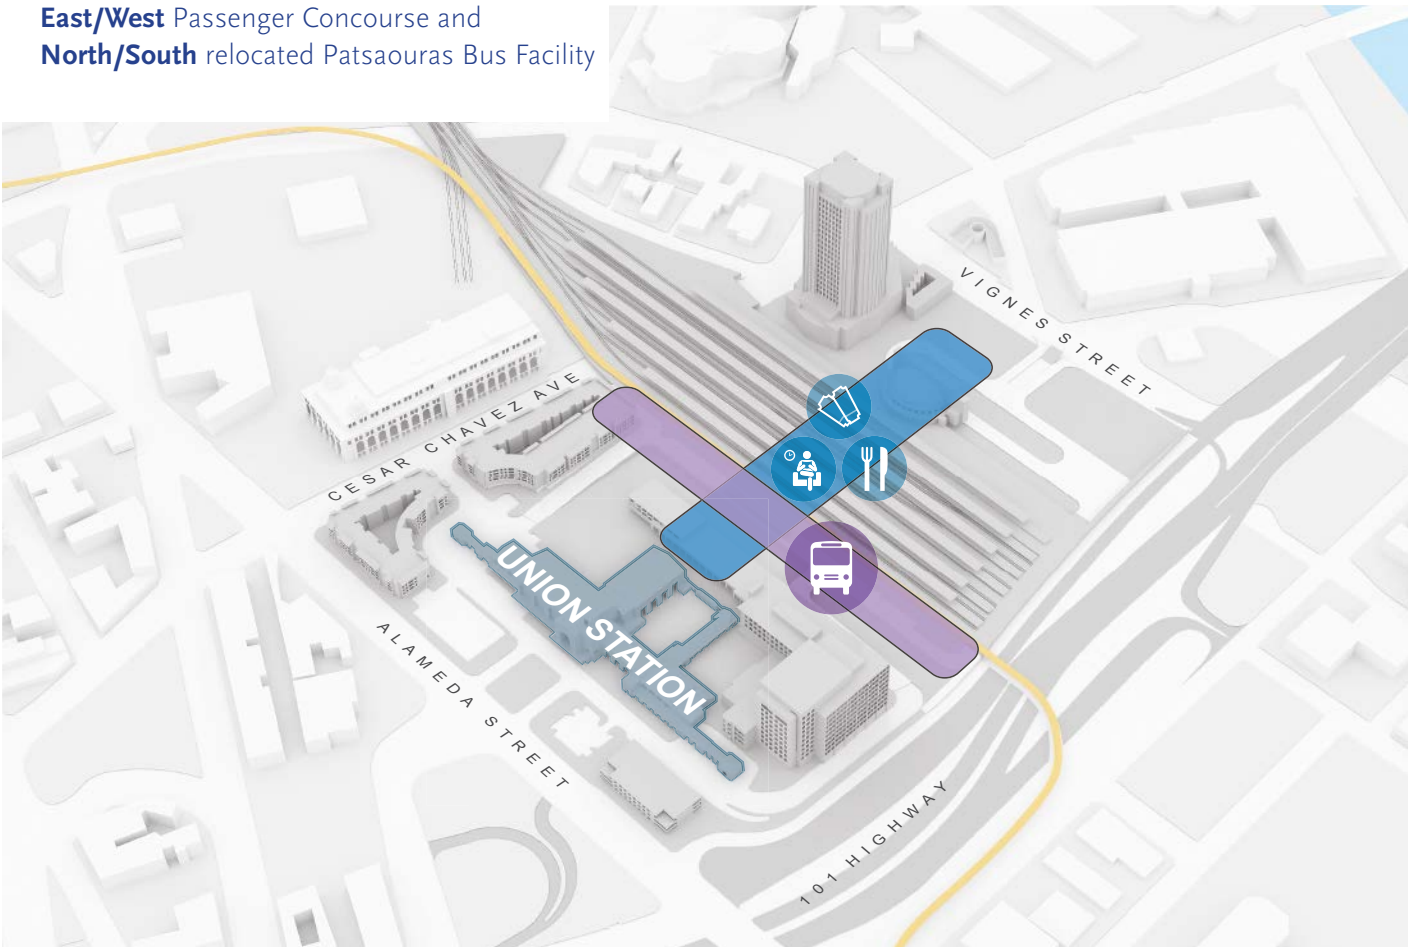 East/West Passenger Concourse and
North/South relocated Patsaouras Bus Facility
VIGNES STREET
CESAR CHAVEZ AVE
UNION STATION
ALAMEDA STREET
101 HIGHWAY